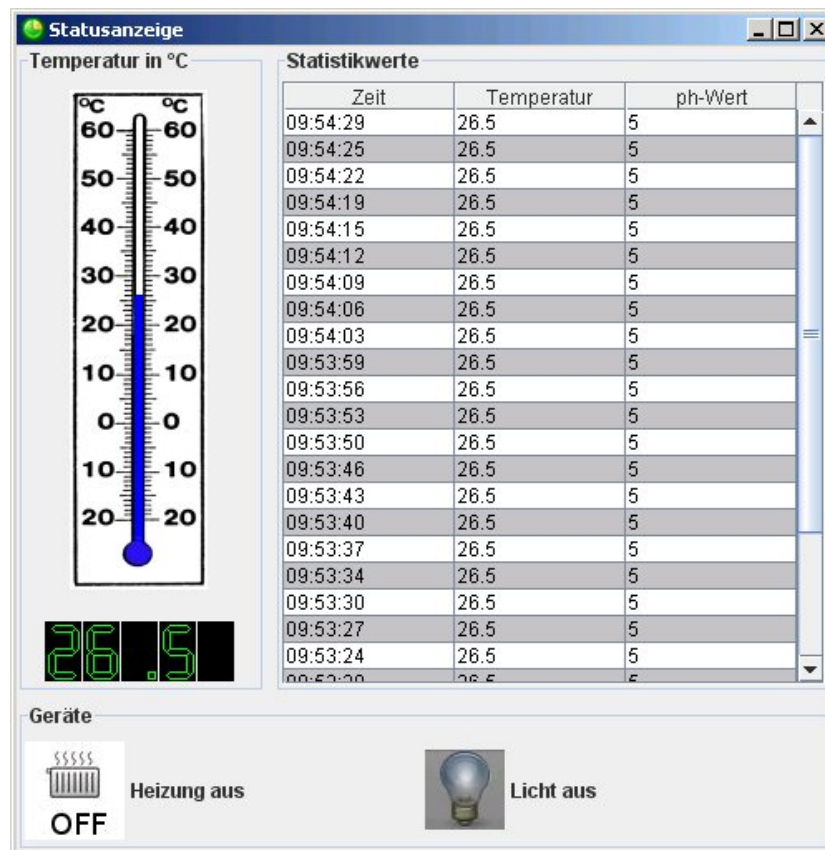 Statusanzeige
Temperatur in °C
°C °C
60 60
50 50
40 40
30 30
20 20
10 10
0 0
10 10
20 20
26.5
Statistikwerte
Zeit Temperatur ph-Wert
09:54:29 26.5 5
09:54:25 26.5 5
09:54:22 26.5 5
09:54:19 26.5 5
09:54:15 26.5 5
09:54:12 26.5 5
09:54:09 26.5 5
09:54:06 26.5 5
09:54:03 26.5 5
09:53:59 26.5 5
09:53:56 26.5 5
09:53:53 26.5 5
09:53:50 26.5 5
09:53:46 26.5 5
09:53:43 26.5 5
09:53:40 26.5 5
09:53:37 26.5 5
09:53:34 26.5 5
09:53:30 26.5 5
09:53:27 26.5 5
09:53:24 26.5 5
Geräte
OFF
Heizung aus
Licht aus